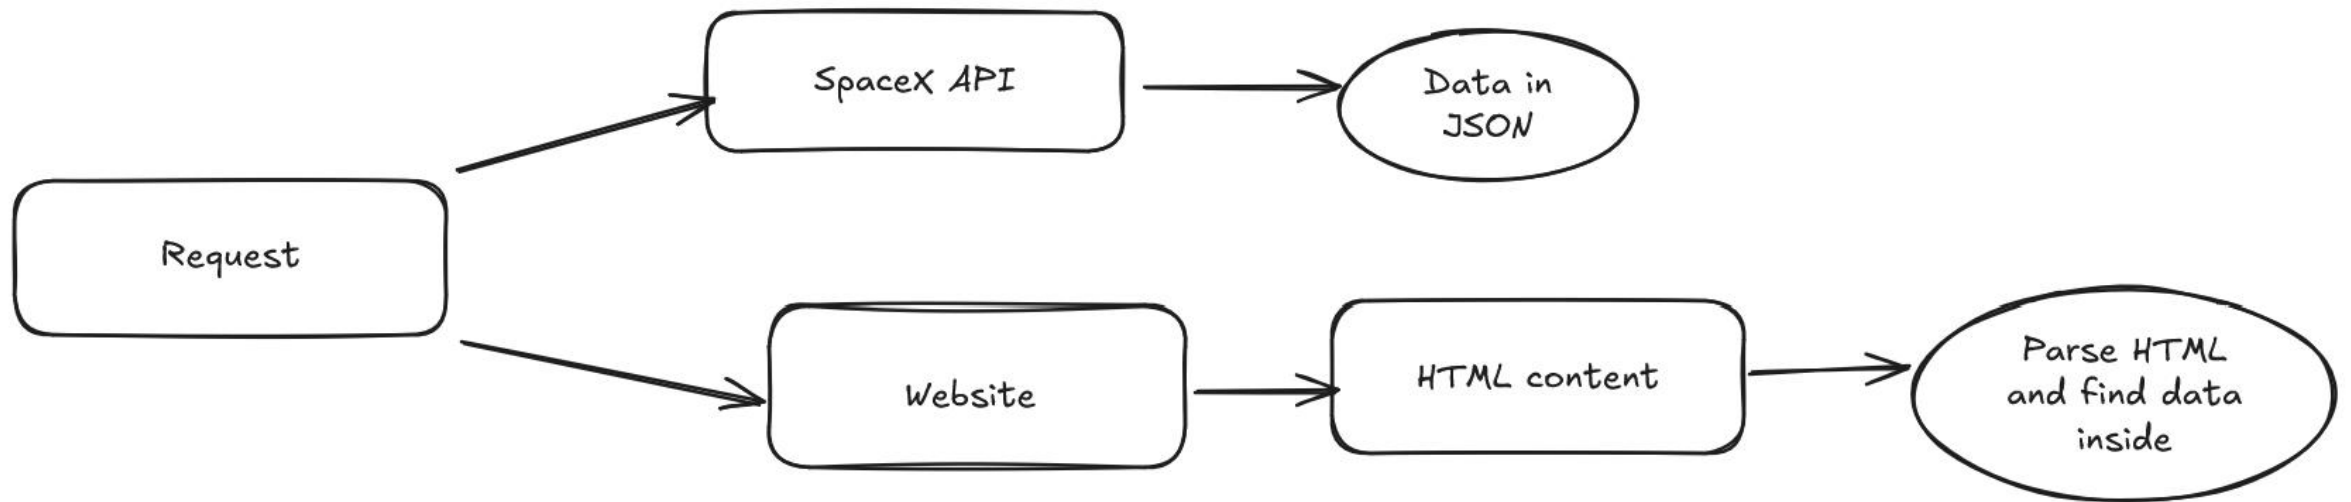 SpaceX API
Data in
JSON
Request
Website
HTML content
Parse HTML
and find data
inside